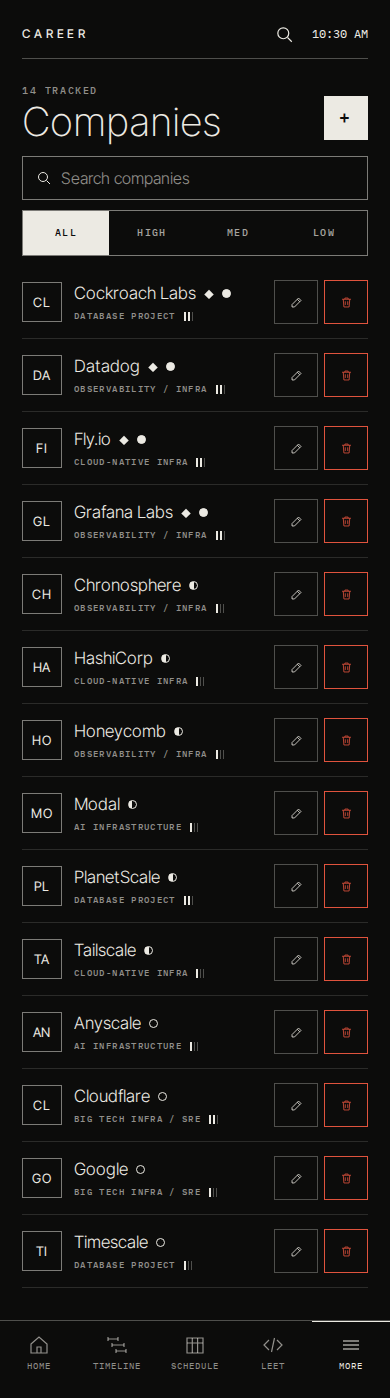 CAREER
10:30 AM
14 TRACKED
Companies
+
Search companies
ALL HIGH MED LOW
CL Cockroach Labs
DATABASE PROJECT
DA Datadog
OBSERVABILITY / INFRA
FI Fly.io
CLOUD-NATIVE INFRA
GL Grafana Labs
OBSERVABILITY / INFRA
CH Chronosphere
OBSERVABILITY / INFRA
HA HashiCorp
CLOUD-NATIVE INFRA
HO Honeycomb
OBSERVABILITY / INFRA
MO Modal
AI INFRASTRUCTURE
PL PlanetScale
DATABASE PROJECT
TA Tailscale
CLOUD-NATIVE INFRA
AN Anyscale
AI INFRASTRUCTURE
CL Cloudflare
BIG TECH INFRA / SRE
GO Google
BIG TECH INFRA / SRE
TI Timescale
DATABASE PROJECT
HOME TIMELINE SCHEDULE LEET MORE